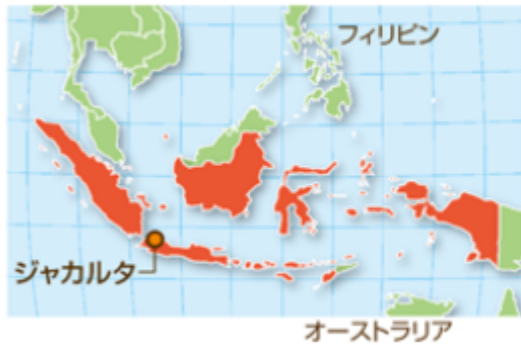 フィリピン
ジャカルタ
オーストラリア